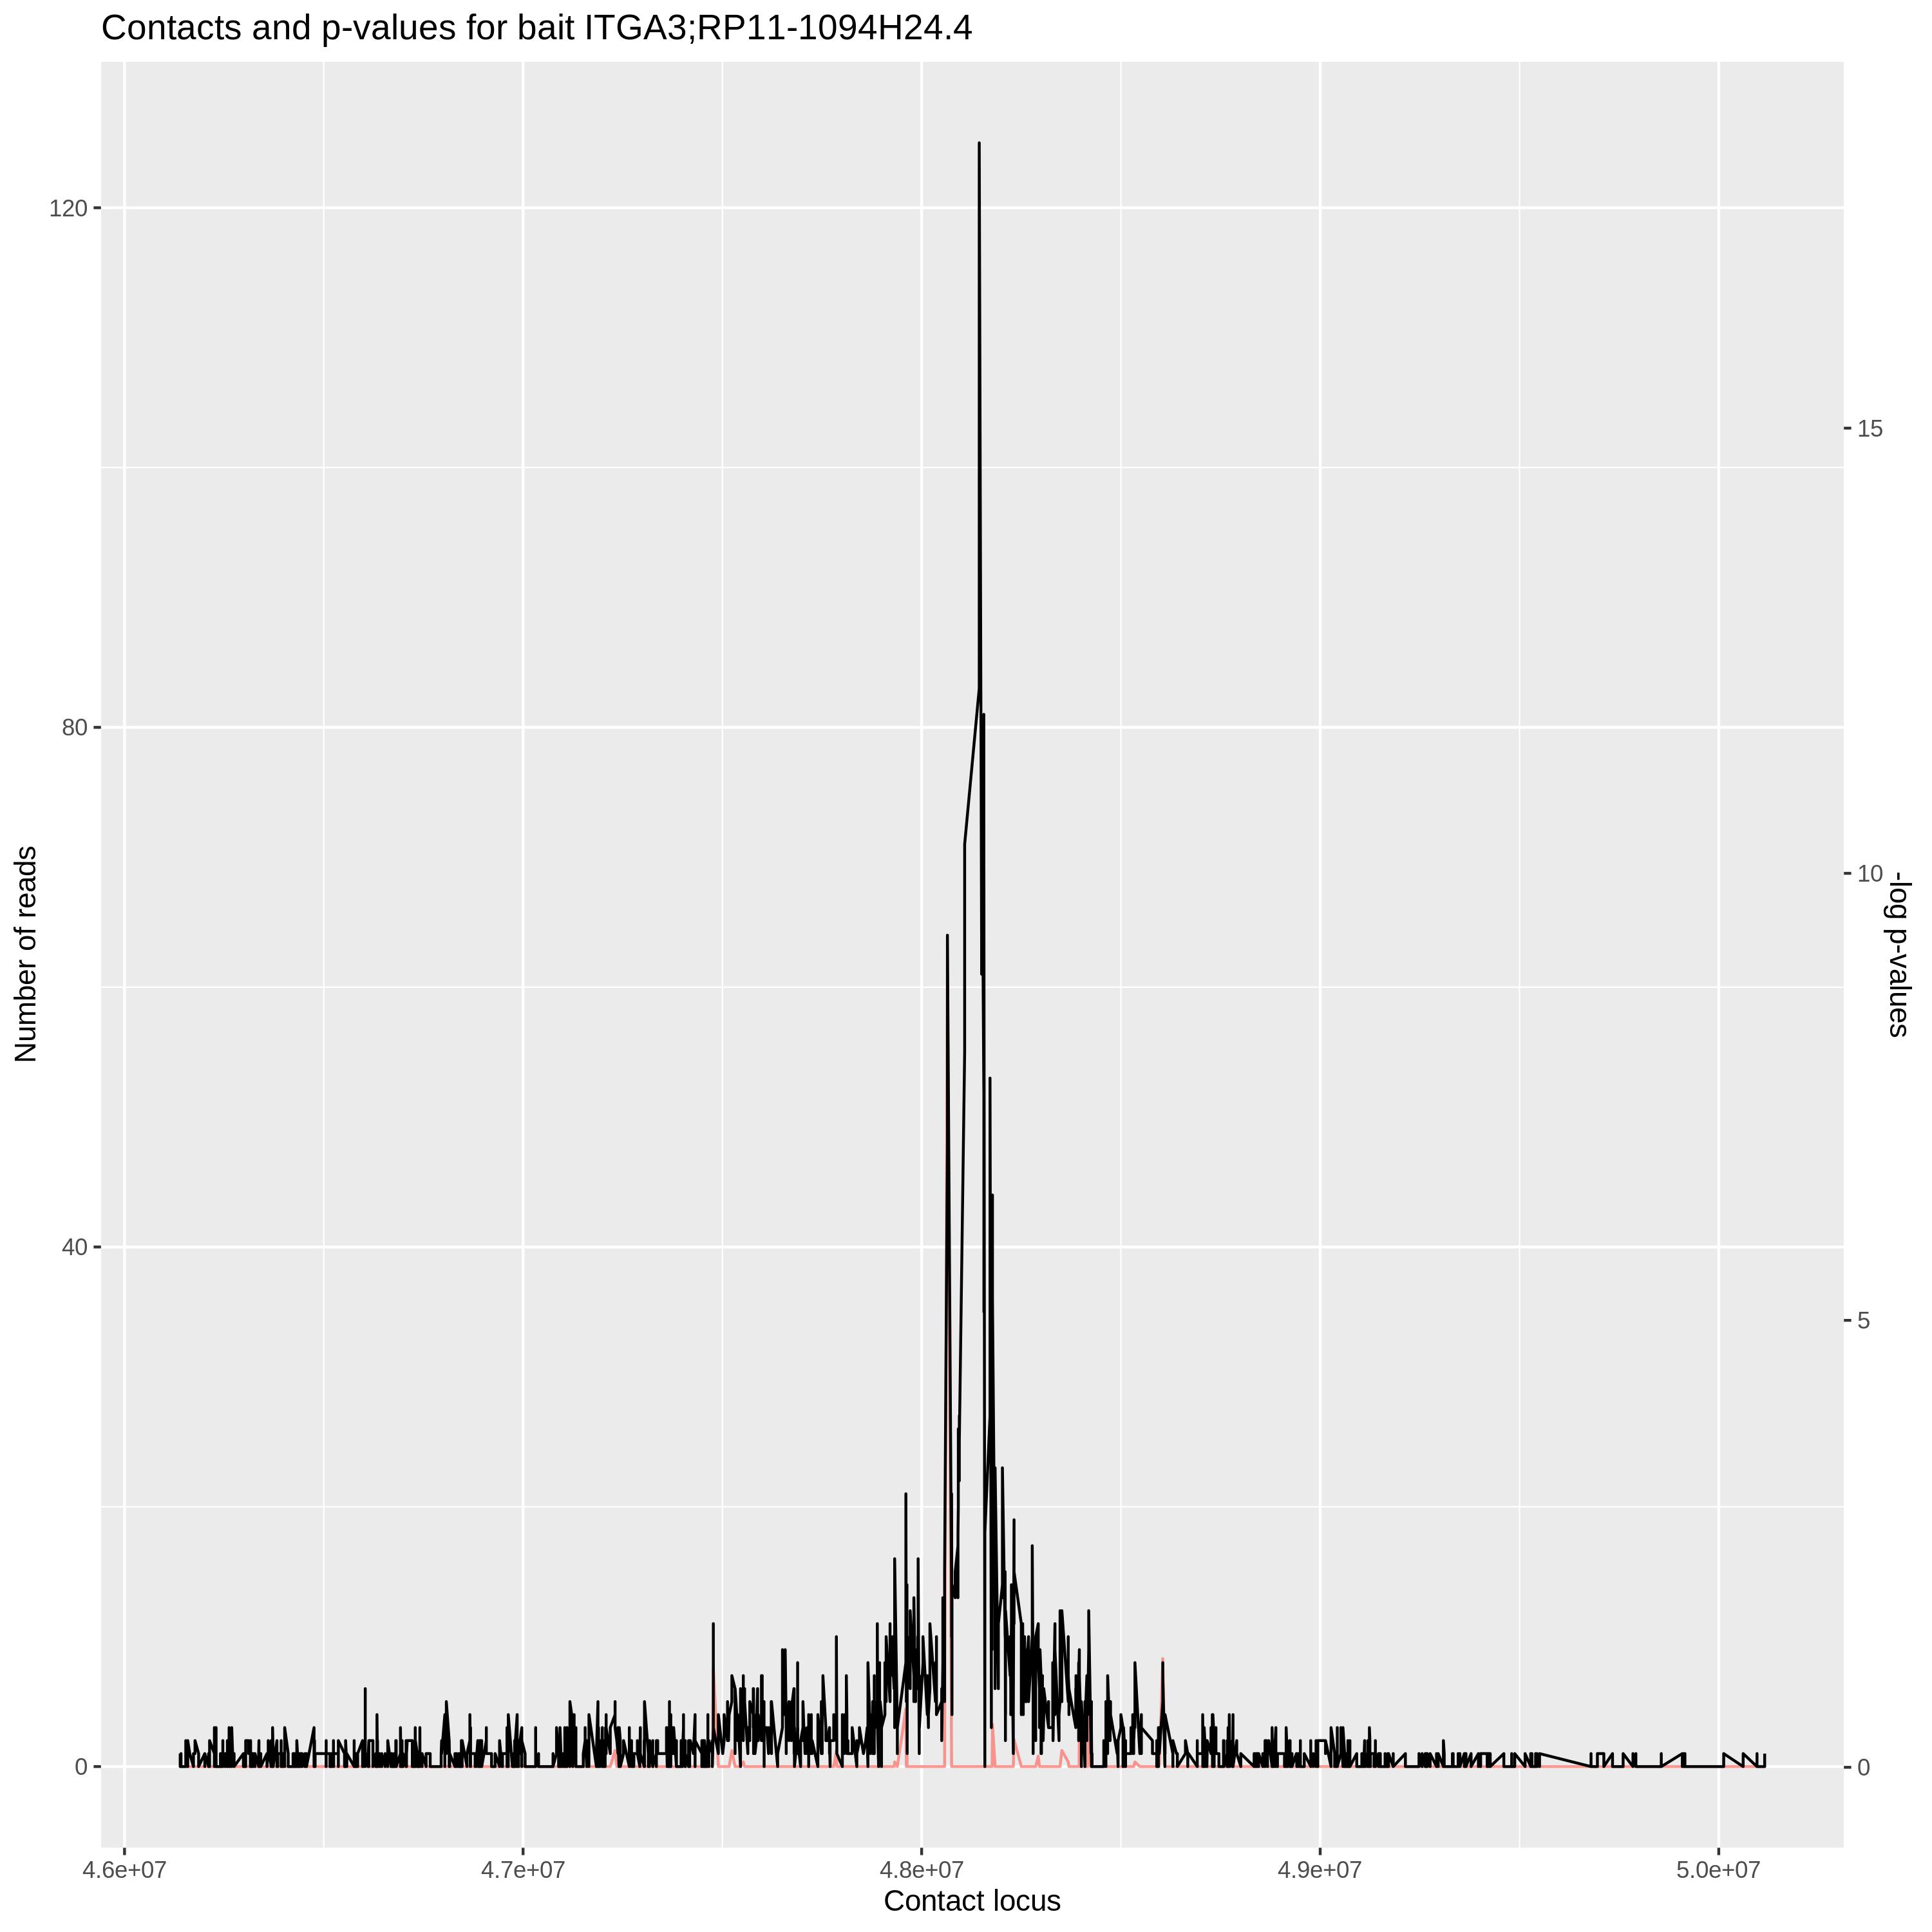 Contacts and p-values for bait ITGA3;RP11-1094H24.4
120
80
40
0
Number of reads
15
10
5
0
-log p-values
4.6e+07
4.7e+07
4.8e+07
4.9e+07
5.0e+07
Contact locus